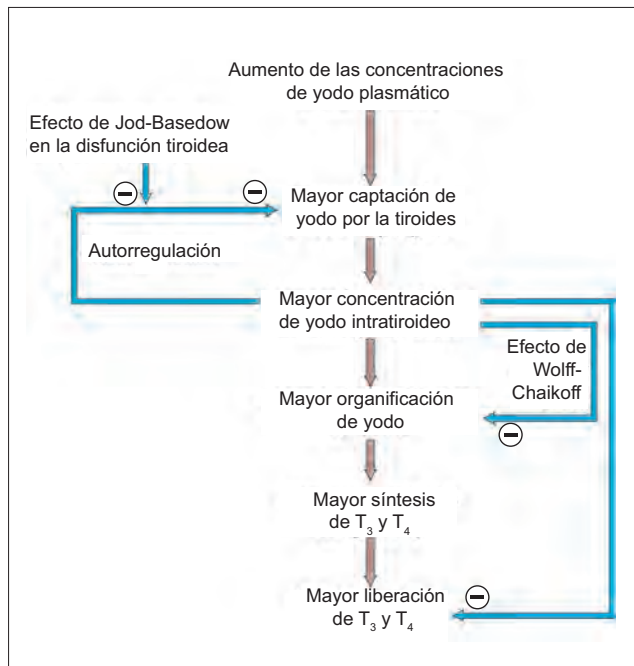 Aumento de las concentraciones
de yodo plasmático
Efecto de Jod-Basedow
en la disfunción tiroidea
Mayor captación de
yodo por la tiroides
Autorregulación
Mayor concentración
de yodo intratiroideo
Efecto de
Wolff-
Chaikoff
Mayor organificación
de yodo
Mayor síntesis
de T₃ y T₄
Mayor liberación
de T₃ y T₄